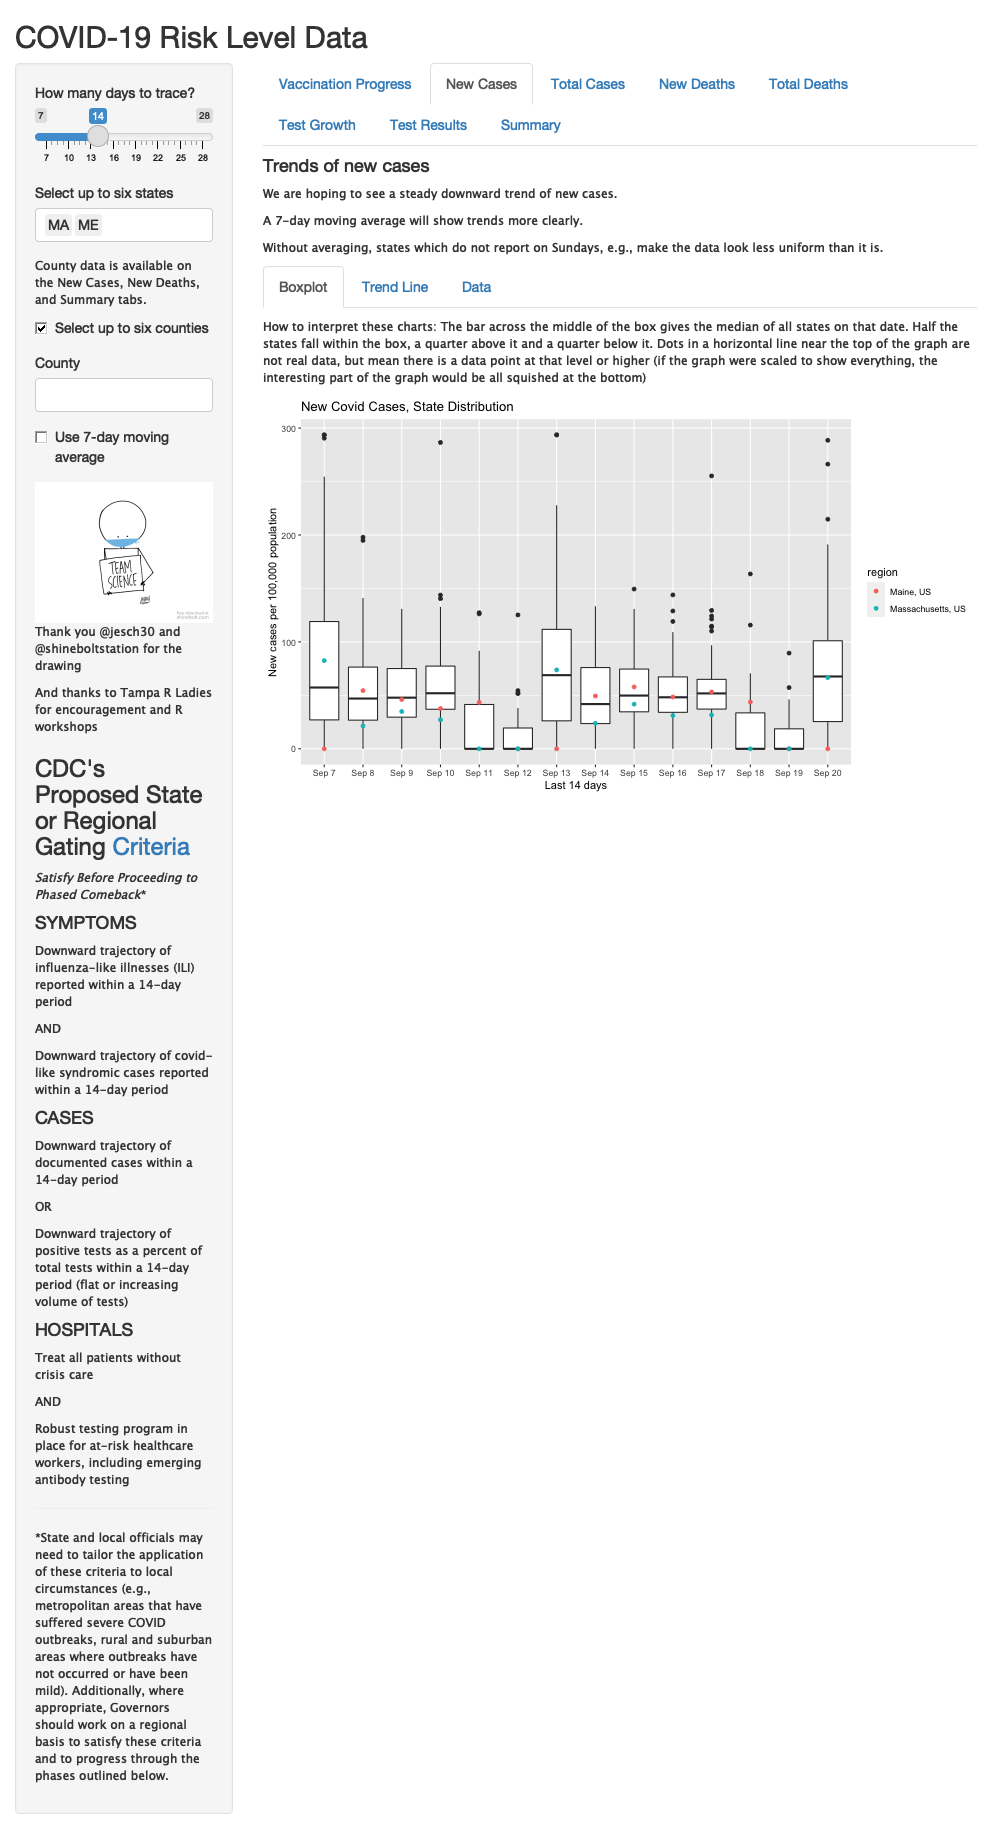 COVID-19 Risk Level Data
How many days to trace?
7 14 28
7 10 13 16 19 22 25 28
Select up to six states
MA ME
County data is available on
the New Cases, New Deaths,
and Summary tabs.
Select up to six counties
County
Use 7-day moving
average
TEAM
SCIENCE
Thank you @jesch30 and
@shineboltstation for the
drawing
And thanks to Tampa R Ladies
for encouragement and R
workshops
CDC's
Proposed State
or Regional
Gating Criteria
Satisfy Before Proceeding to
Phased Comeback*
SYMPTOMS
Downward trajectory of
influenza-like illnesses (ILI)
reported within a 14-day
period
AND
Downward trajectory of covid-
like syndromic cases reported
within a 14-day period
CASES
Downward trajectory of
documented cases within a
14-day period
OR
Downward trajectory of
positive tests as a percent of
total tests within a 14-day
period (flat or increasing
volume of tests)
HOSPITALS
Treat all patients without
crisis care
AND
Robust testing program in
place for at-risk healthcare
workers, including emerging
antibody testing
*State and local officials may
need to tailor the application
of these criteria to local
circumstances (e.g.,
metropolitan areas that have
suffered severe COVID
outbreaks, rural and suburban
areas where outbreaks have
not occurred or have been
mild). Additionally, where
appropriate, Governors
should work on a regional
basis to satisfy these criteria
and to progress through the
phases outlined below.
Vaccination Progress New Cases Total Cases New Deaths Total Deaths
Test Growth Test Results Summary
Trends of new cases
We are hoping to see a steady downward trend of new cases.
A 7-day moving average will show trends more clearly.
Without averaging, states which do not report on Sundays, e.g., make the data look less uniform than it is.
Boxplot Trend Line Data
How to interpret these charts: The bar across the middle of the box gives the median of all states on that date. Half the
states fall within the box, a quarter above it and a quarter below it. Dots in a horizontal line near the top of the graph are
not real data, but mean there is a data point at that level or higher (if the graph were scaled to show everything, the
interesting part of the graph would be all squished at the bottom)
New Covid Cases, State Distribution
New cases per 100,000 population
300
200
100
0
Sep 7 Sep 8 Sep 9 Sep 10 Sep 11 Sep 12 Sep 13 Sep 14 Sep 15 Sep 16 Sep 17 Sep 18 Sep 19 Sep 20
Last 14 days
region
Maine, US
Massachusetts, US